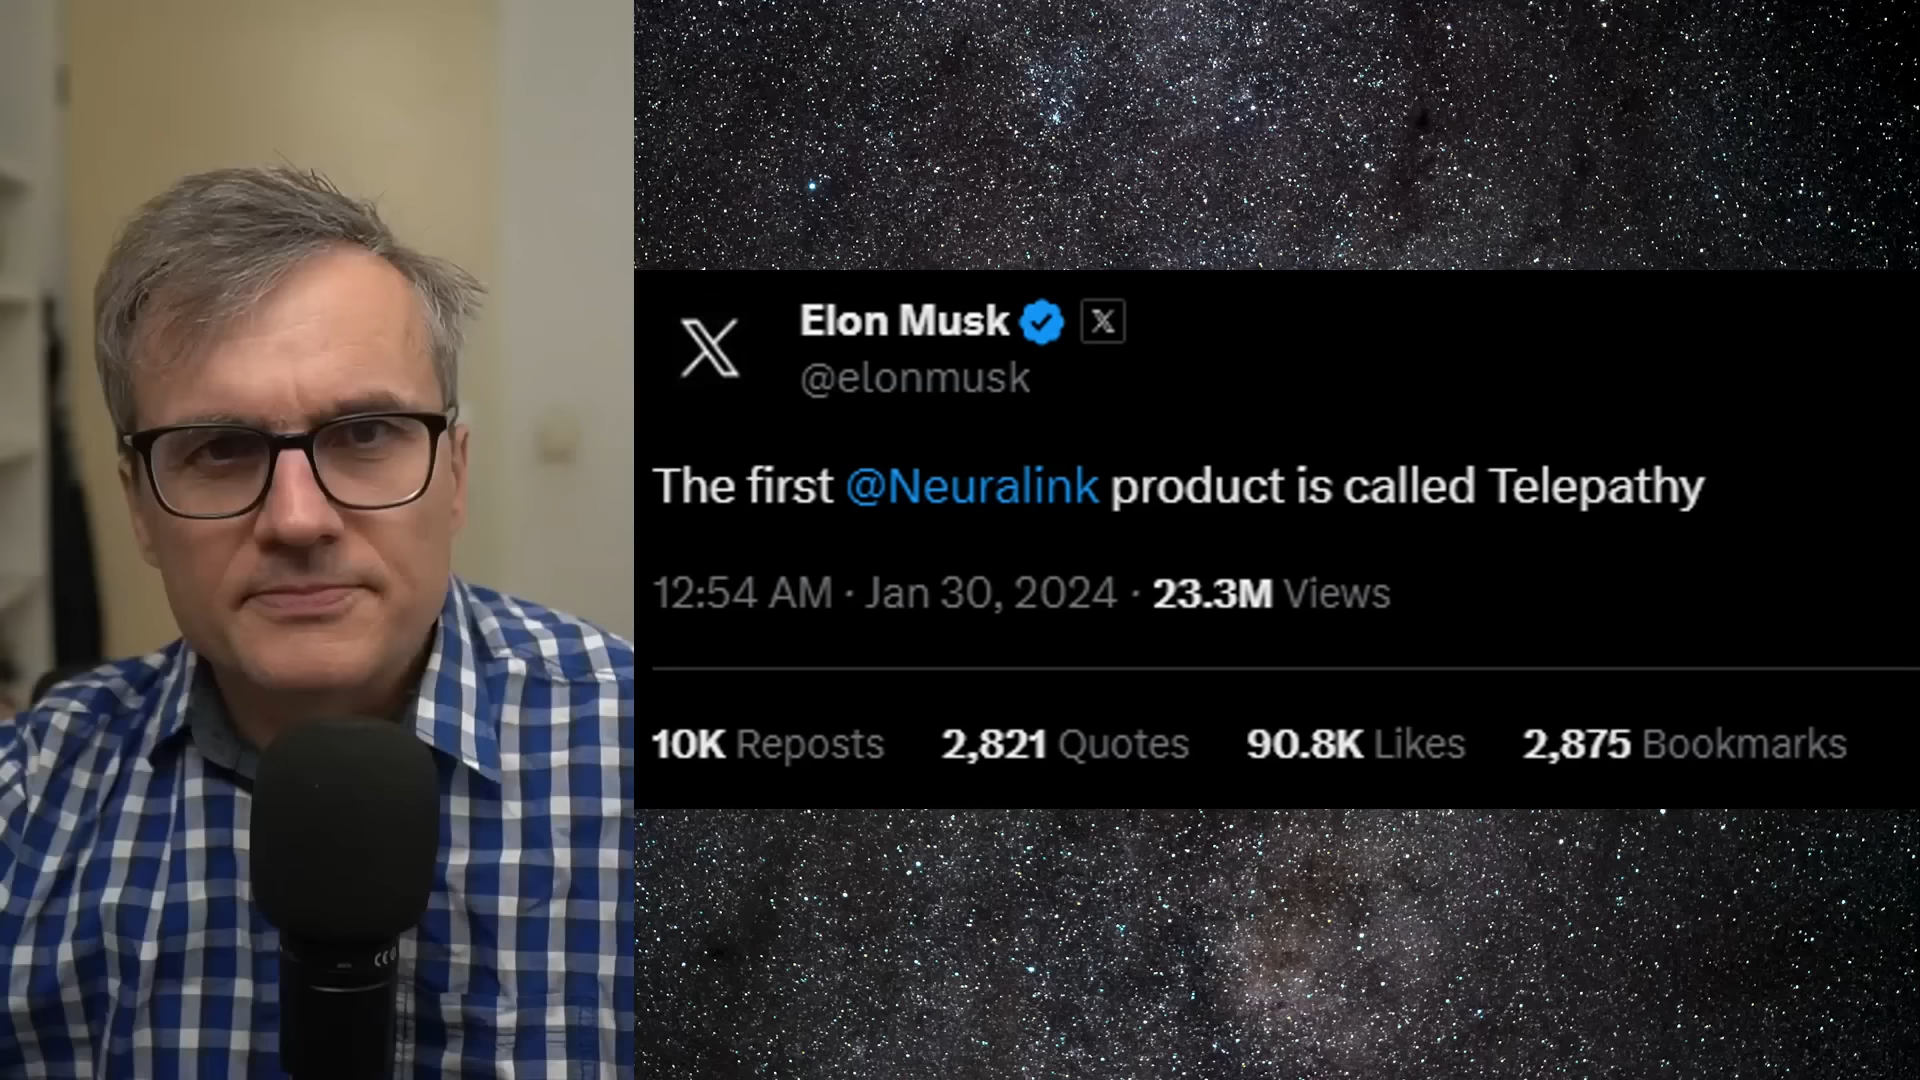 Elon Musk
@elonmusk
The first @Neuralink product is called Telepathy
12:54 AM · Jan 30, 2024 · 23.3M Views
10K Reposts 2,821 Quotes 90.8K Likes 2,875 Bookmarks
CE